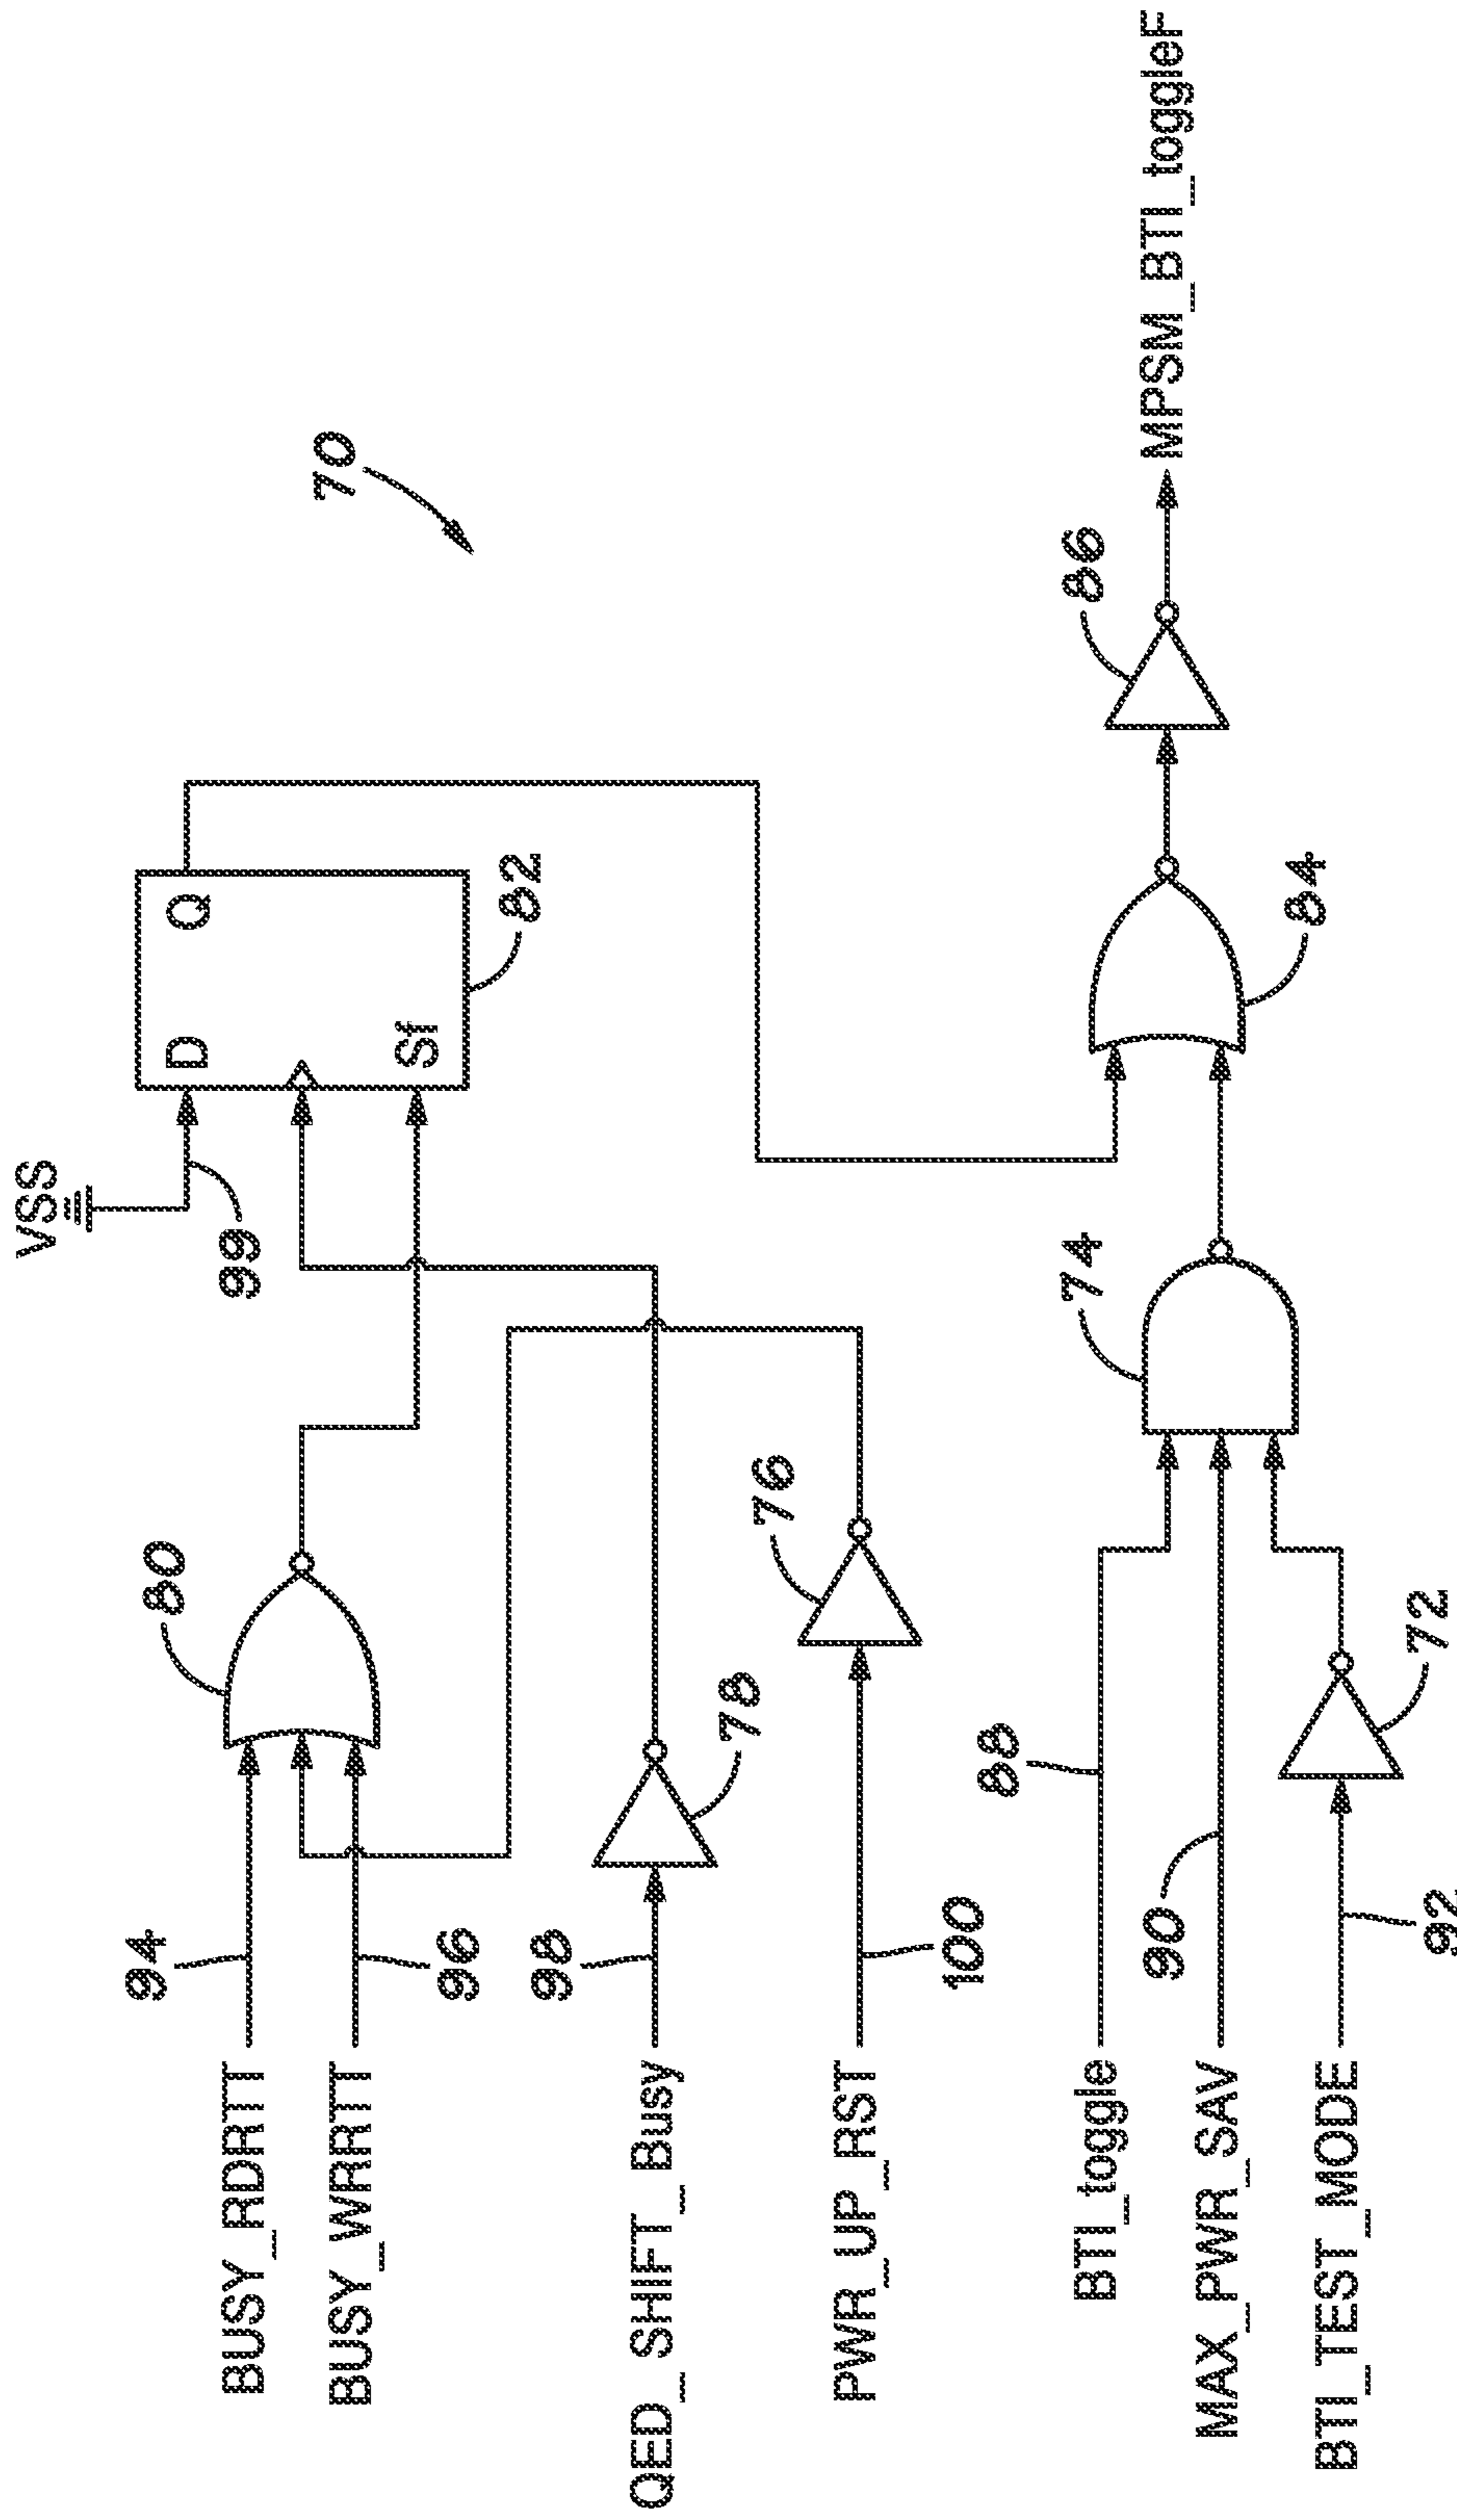 70
VSS
99
D
Q
Sf
82
80
94
BUSY_RDRTT
BUSY_WRRTT
96
98
QED_SHIFT_Busy
78
76
PWR_UP_RST
100
88
BTI_toggle
74
MAX_PWR_SAV
90
BTI_TEST_MODE
92
72
84
86
MPSM_BTI_toggleF